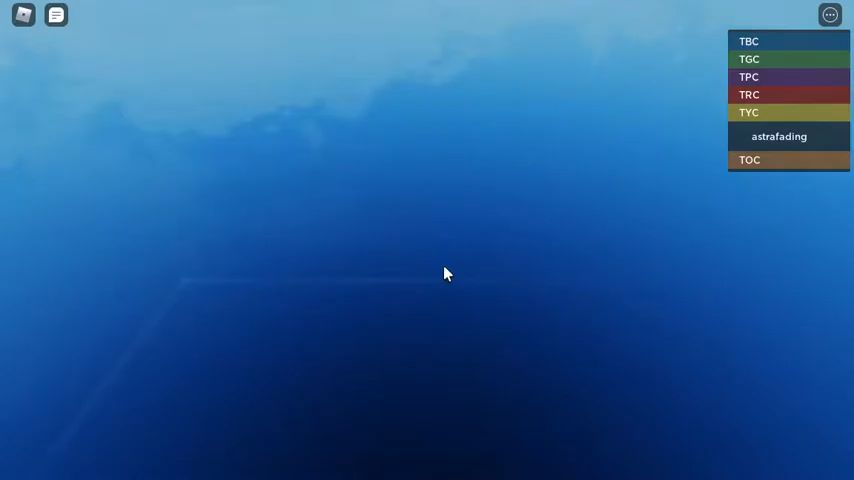 TBC
TGC
TPC
TRC
TYC
astrafading
TOC